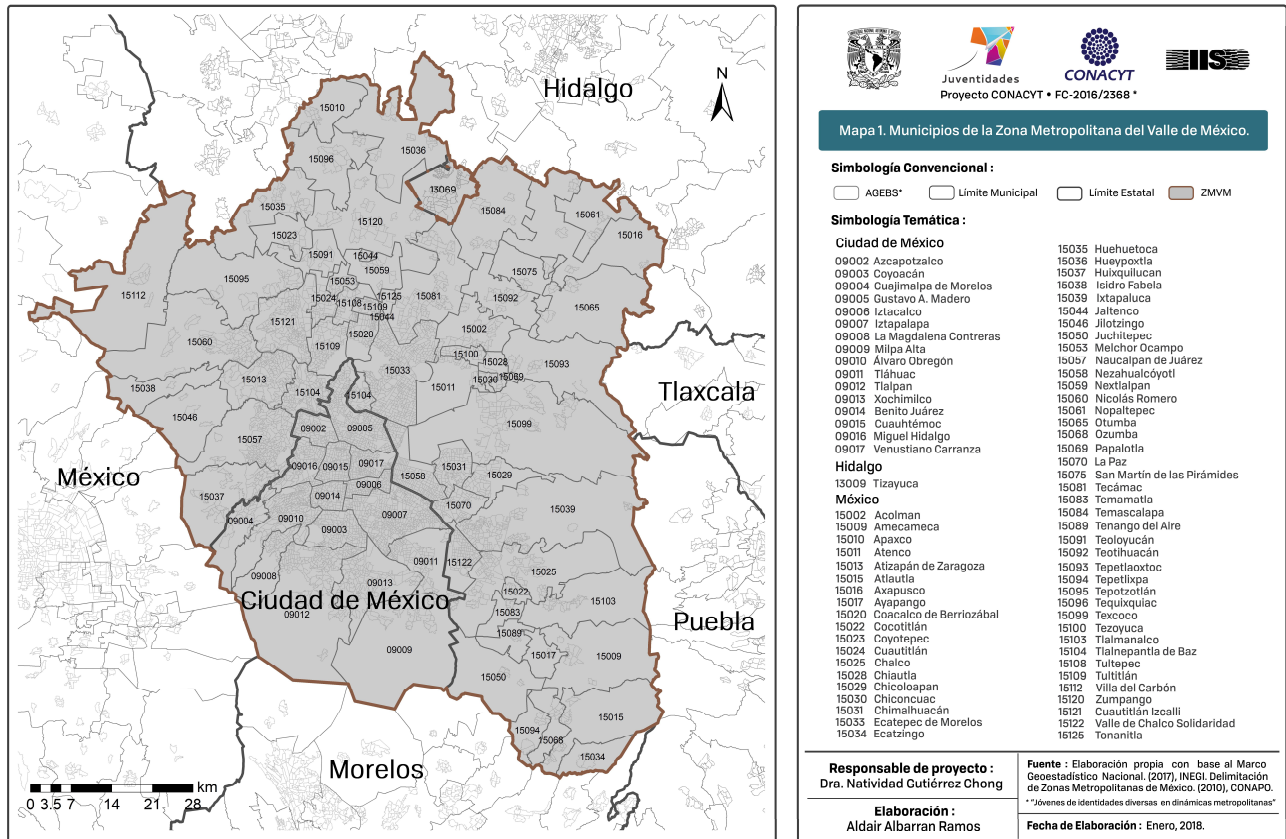 Hidalgo
N
15010
15036
15096
13069
15035
15084
15061
15120
15023
15016
15091
15044
15059
15075
15095
15053
15112
15024
15108
15125
15081
15092
15109
15044
15065
15121
15020
15002
15060
15109
15100
15028
15033
15093
15030
15069
15013
15011
15038
15104
15104
Tlaxcala
15046
15099
09002
09005
15057
México
09016
09015
09017
15031
15058
15029
09006
15037
09014
15070
15039
09004
09010
09007
09003
09011
15122
09008
09013
15025
15022
15103
Ciudad de México
09012
15083
Puebla
15089
09009
15017
15009
15050
15015
15094
15068
15034
Morelos
km
0 3.5 7 14 21 28
Juventidades
CONACYT
IIS
Proyecto CONACYT • FC-2016/2368 *
Mapa 1. Municipios de la Zona Metropolitana del Valle de México.
Simbología Convencional :
AGEBS*
Límite Municipal
Límite Estatal
ZMVM
Simbología Temática :
Ciudad de México
09002 Azcapotzalco
09003 Coyoacán
09004 Cuajimalpa de Morelos
09005 Gustavo A. Madero
09006 Iztacalco
09007 Iztapalapa
09008 La Magdalena Contreras
09009 Milpa Alta
09010 Álvaro Obregón
09011 Tláhuac
09012 Tlalpan
09013 Xochimilco
09014 Benito Juárez
09015 Cuauhtémoc
09016 Miguel Hidalgo
09017 Venustiano Carranza
Hidalgo
13009 Tizayuca
México
15002 Acolman
15009 Amecameca
15010 Apaxco
15011 Atenco
15013 Atizapán de Zaragoza
15015 Atlautla
15016 Axapusco
15017 Ayapango
15020 Coacalco de Berriozábal
15022 Cocotitlán
15023 Coyotepec
15024 Cuautitlán
15025 Chalco
15028 Chiautla
15029 Chicoloapan
15030 Chiconcuac
15031 Chimalhuacán
15033 Ecatepec de Morelos
15034 Ecatzingo
15035 Huehuetoca
15036 Hueypoxtla
15037 Huixquilucan
15038 Isidro Fabela
15039 Ixtapaluca
15044 Jaltenco
15046 Jilotzingo
15050 Juchitepec
15053 Melchor Ocampo
15057 Naucalpan de Juárez
15058 Nezahualcóyotl
15059 Nextlalpan
15060 Nicolás Romero
15061 Nopaltepec
15065 Otumba
15068 Ozumba
15069 Papalotla
15070 La Paz
15075 San Martín de las Pirámides
15081 Tecámac
15083 Temamatla
15084 Temascalapa
15089 Tenango del Aire
15091 Teoloyucán
15092 Teotihuacán
15093 Tepetlaoxtoc
15094 Tepetlixpa
15095 Tepotzotlán
15096 Tequixquiac
15099 Texcoco
15100 Tezoyuca
15103 Tlalmanalco
15104 Tlalnepantla de Baz
15108 Tultepec
15109 Tultitlán
15112 Villa del Carbón
15120 Zumpango
15121 Cuautitlán Izcalli
15122 Valle de Chalco Solidaridad
15125 Tonanitla
Responsable de proyecto :
Dra. Natividad Gutiérrez Chong
Elaboración :
Aldair Albarran Ramos
Fuente : Elaboración propia con base al Marco
Geoestadístico Nacional. (2017), INEGI. Delimitación
de Zonas Metropolitanas de México. (2010), CONAPO.
* "Jóvenes de identidades diversas en dinámicas metropolitanas"
Fecha de Elaboración : Enero, 2018.